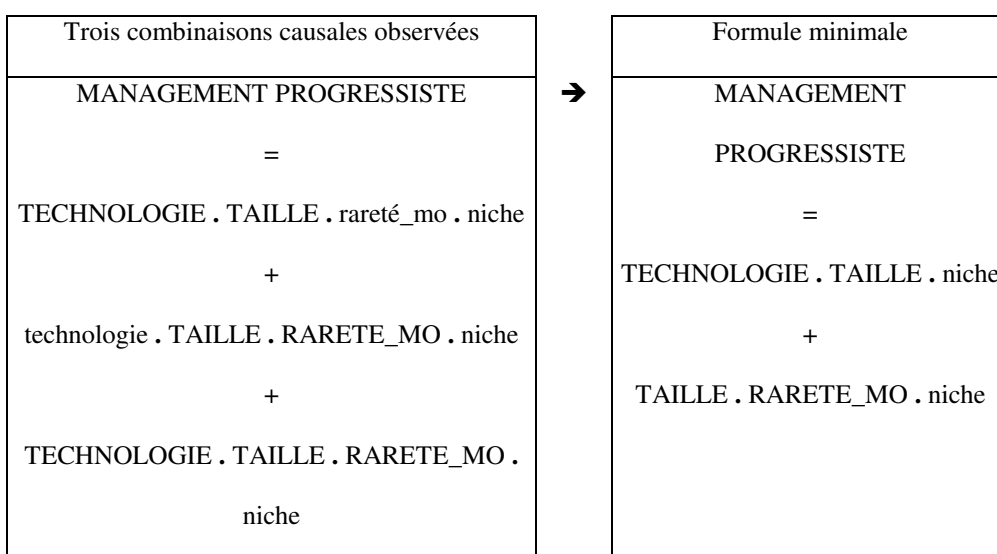 Trois combinaisons causales observées
MANAGEMENT PROGRESSISTE
=
TECHNOLOGIE . TAILLE . rareté_mo . niche
+
technologie . TAILLE . RARETE_MO . niche
+
TECHNOLOGIE . TAILLE . RARETE_MO .
niche
➔
Formule minimale
MANAGEMENT
PROGRESSISTE
=
TECHNOLOGIE . TAILLE . niche
+
TAILLE . RARETE_MO . niche